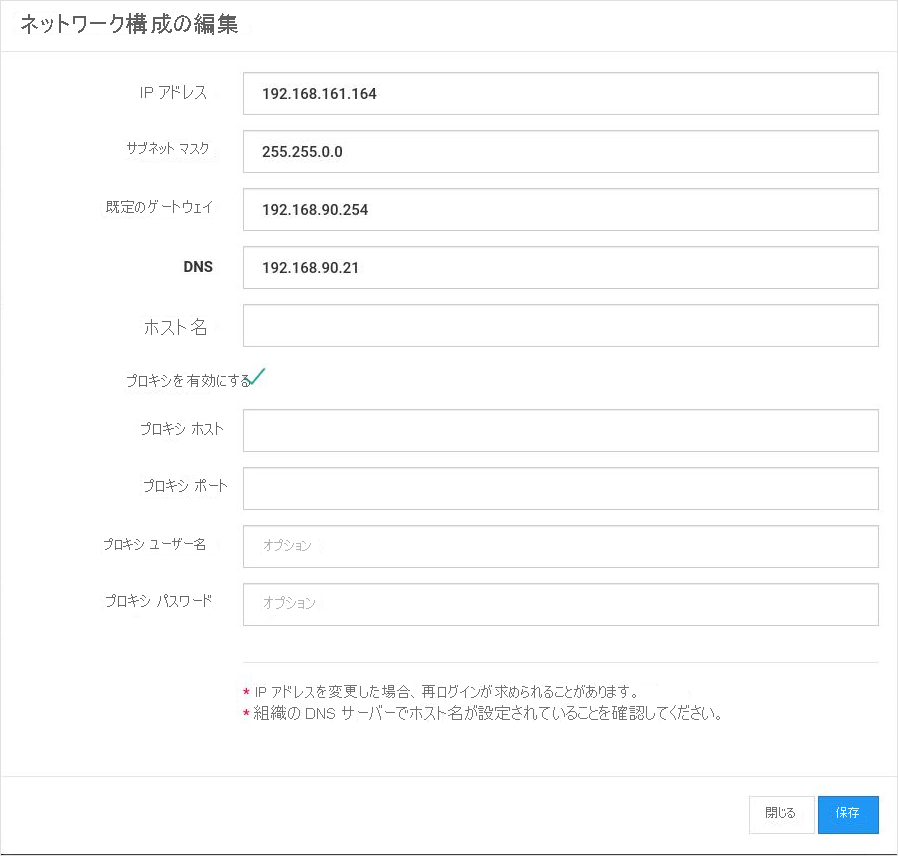 ネットワーク構成の編集
IP アドレス 192.168.161.164
サブネット マスク 255.255.0.0
既定のゲートウェイ 192.168.90.254
DNS 192.168.90.21
ホスト名
プロキシを有効にする
プロキシ ホスト
プロキシ ポート
プロキシ ユーザー名 オプション
プロキシ パスワード オプション
* IP アドレスを変更した場合、再ログインが求められることがあります。
* 組織の DNS サーバーでホスト名が設定されていることを確認してください。
閉じる 保存